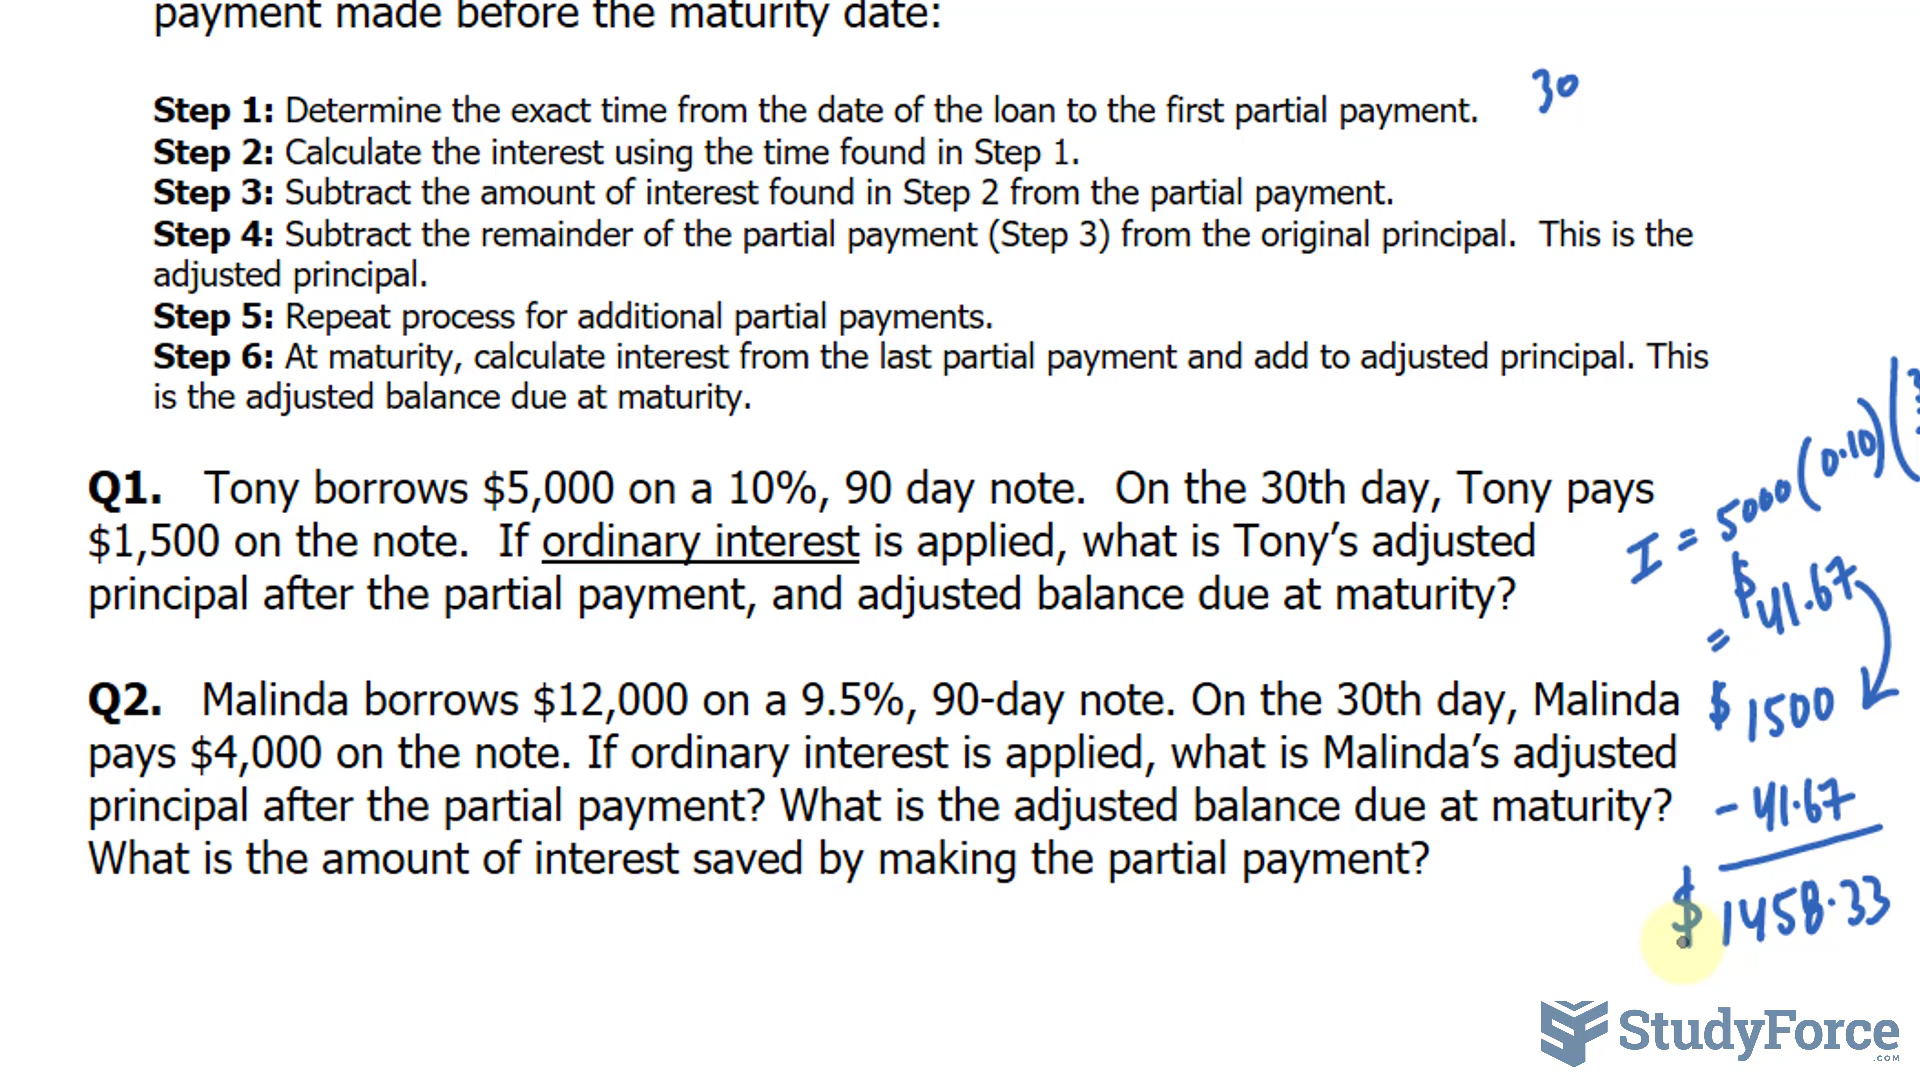 payment made before the maturity date:
30
Step 1: Determine the exact time from the date of the loan to the first partial payment.
Step 2: Calculate the interest using the time found in Step 1.
Step 3: Subtract the amount of interest found in Step 2 from the partial payment.
Step 4: Subtract the remainder of the partial payment (Step 3) from the original principal. This is the
adjusted principal.
Step 5: Repeat process for additional partial payments.
Step 6: At maturity, calculate interest from the last partial payment and add to adjusted principal. This
is the adjusted balance due at maturity.
Q1. Tony borrows $5,000 on a 10%, 90 day note. On the 30th day, Tony pays
$1,500 on the note. If ordinary interest is applied, what is Tony’s adjusted
principal after the partial payment, and adjusted balance due at maturity?
Q2. Malinda borrows $12,000 on a 9.5%, 90-day note. On the 30th day, Malinda
pays $4,000 on the note. If ordinary interest is applied, what is Malinda’s adjusted
principal after the partial payment? What is the adjusted balance due at maturity?
What is the amount of interest saved by making the partial payment?
I = 5000(0.10)(
= $41.67
$1500
- 41.67
$1458.33
StudyForce
.COM